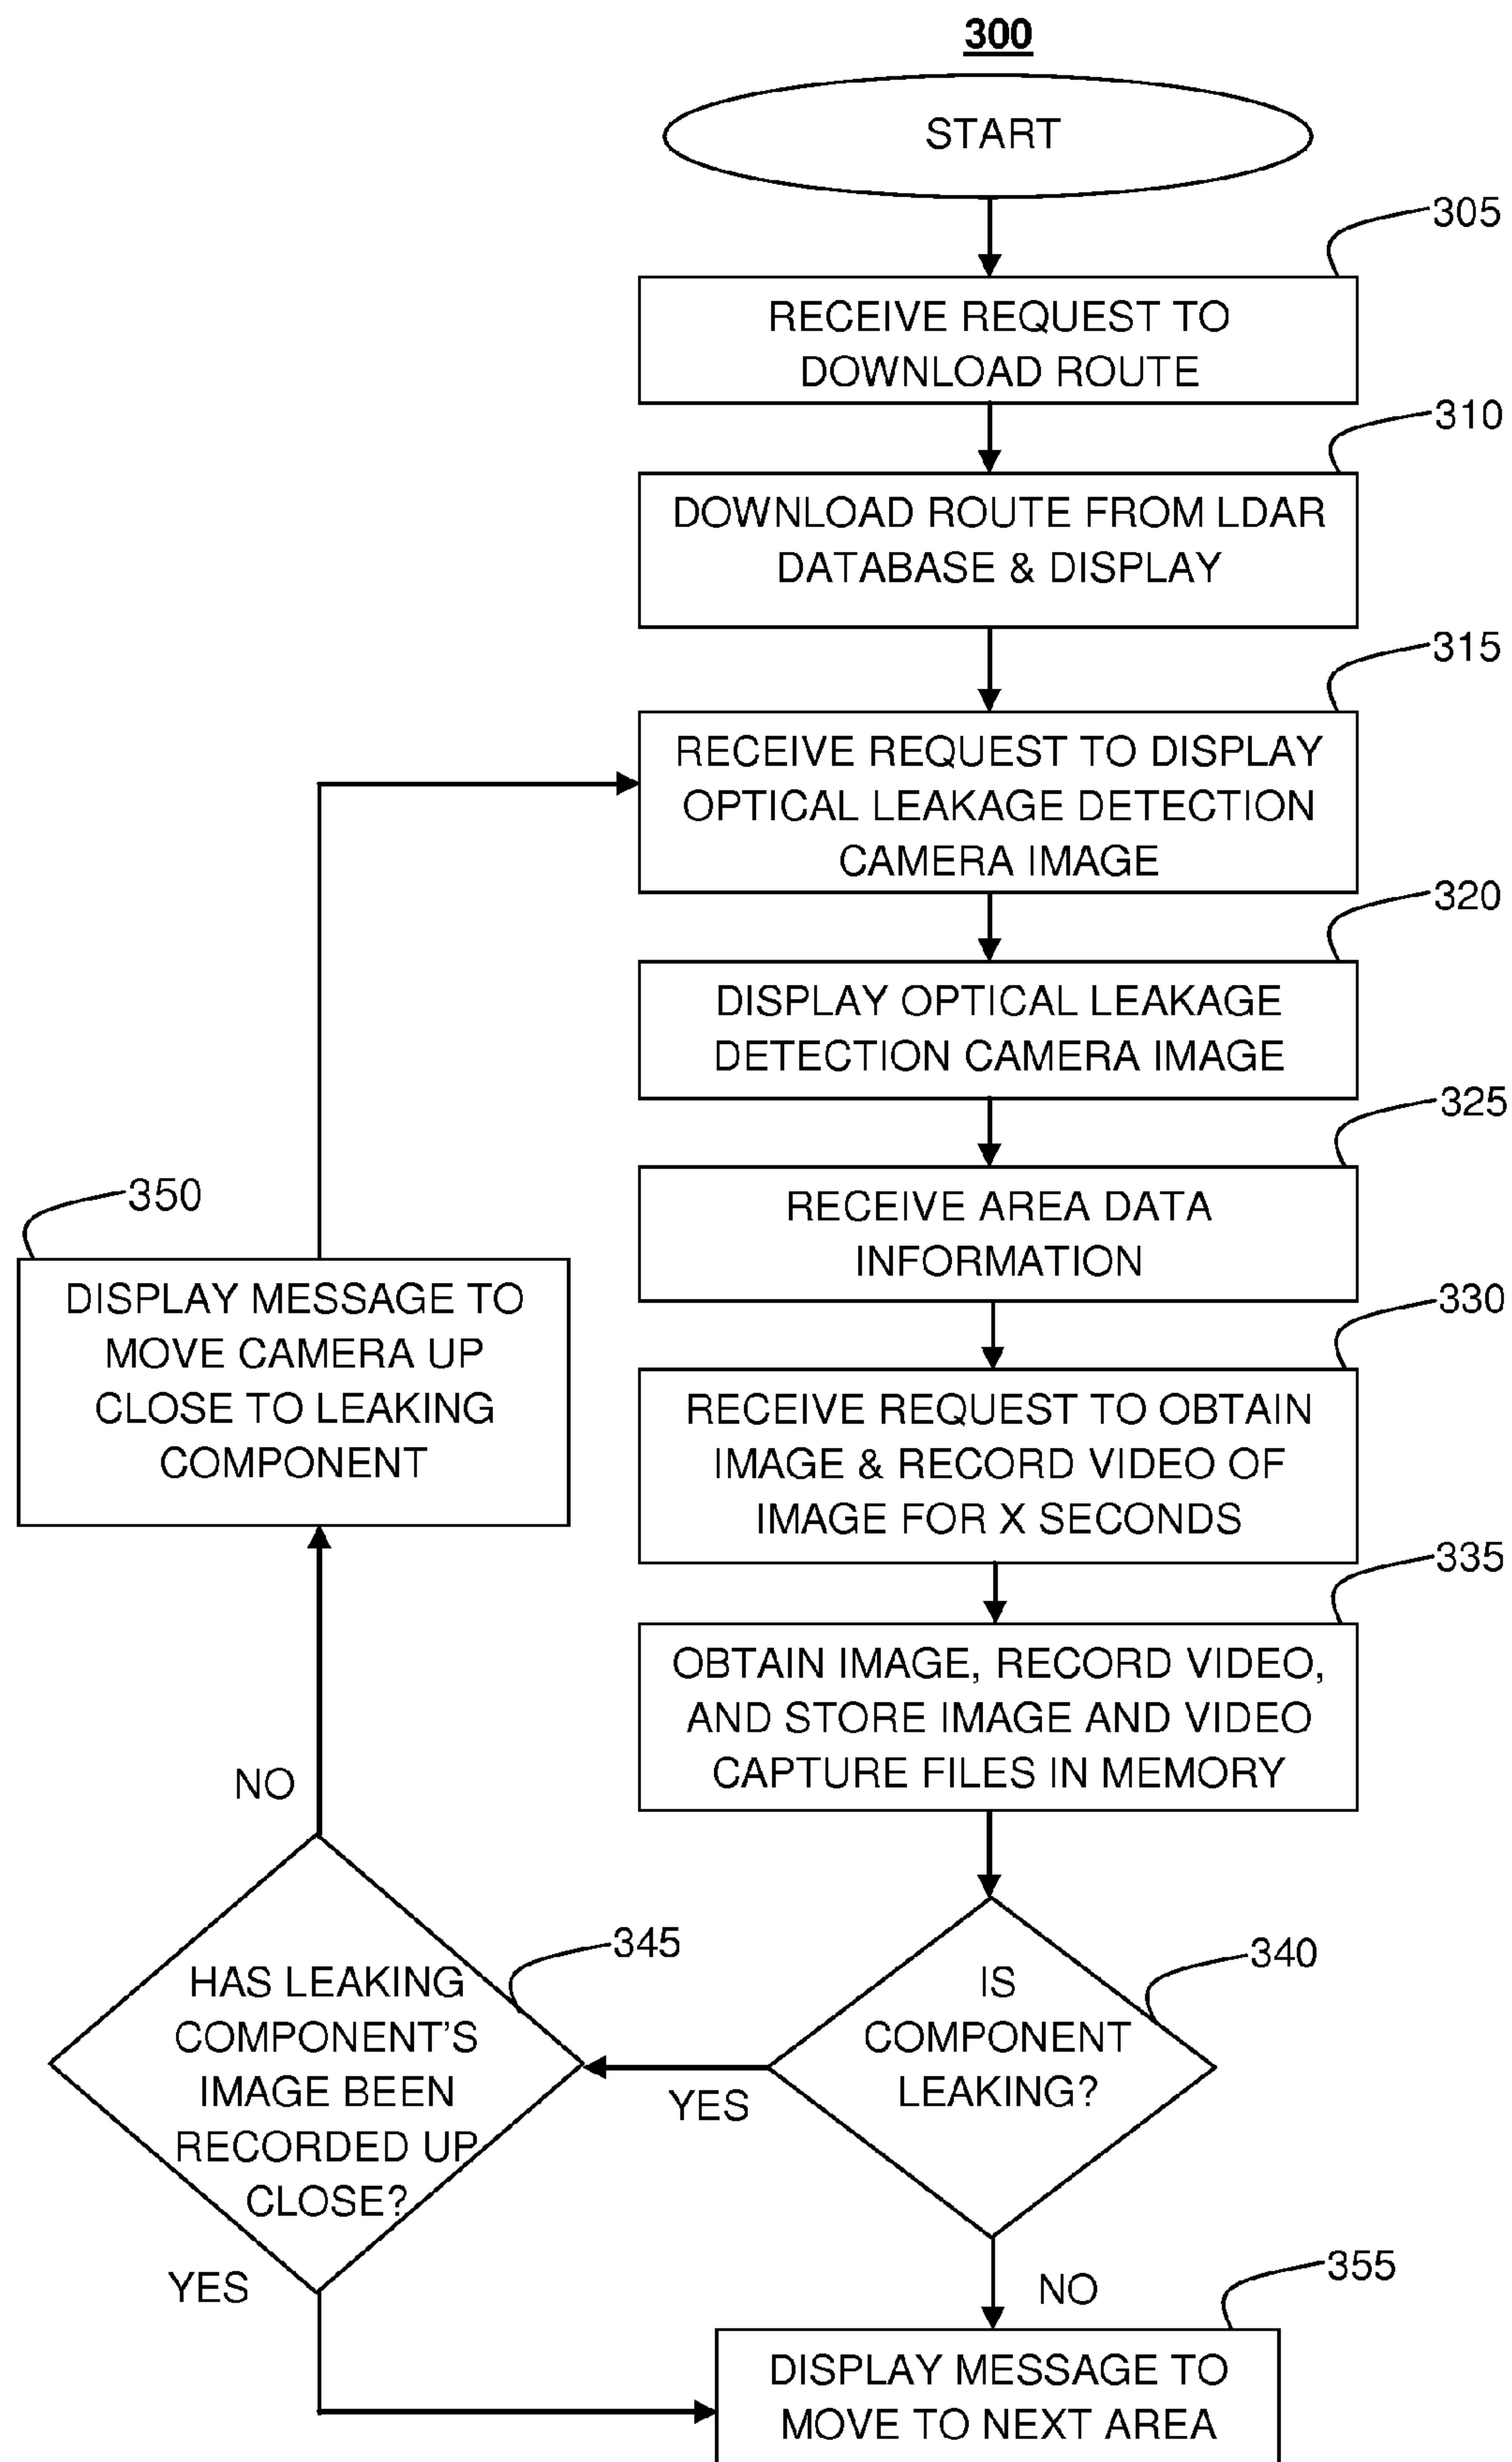 300
START
305
RECEIVE REQUEST TO
DOWNLOAD ROUTE
310
DOWNLOAD ROUTE FROM LDAR
DATABASE & DISPLAY
315
RECEIVE REQUEST TO DISPLAY
OPTICAL LEAKAGE DETECTION
CAMERA IMAGE
320
DISPLAY OPTICAL LEAKAGE
DETECTION CAMERA IMAGE
325
RECEIVE AREA DATA
INFORMATION
330
RECEIVE REQUEST TO OBTAIN
IMAGE & RECORD VIDEO OF
IMAGE FOR X SECONDS
335
OBTAIN IMAGE, RECORD VIDEO,
AND STORE IMAGE AND VIDEO
CAPTURE FILES IN MEMORY
340
IS
COMPONENT
LEAKING?
YES
NO
345
HAS LEAKING
COMPONENT'S
IMAGE BEEN
RECORDED UP
CLOSE?
NO
YES
350
DISPLAY MESSAGE TO
MOVE CAMERA UP
CLOSE TO LEAKING
COMPONENT
355
DISPLAY MESSAGE TO
MOVE TO NEXT AREA